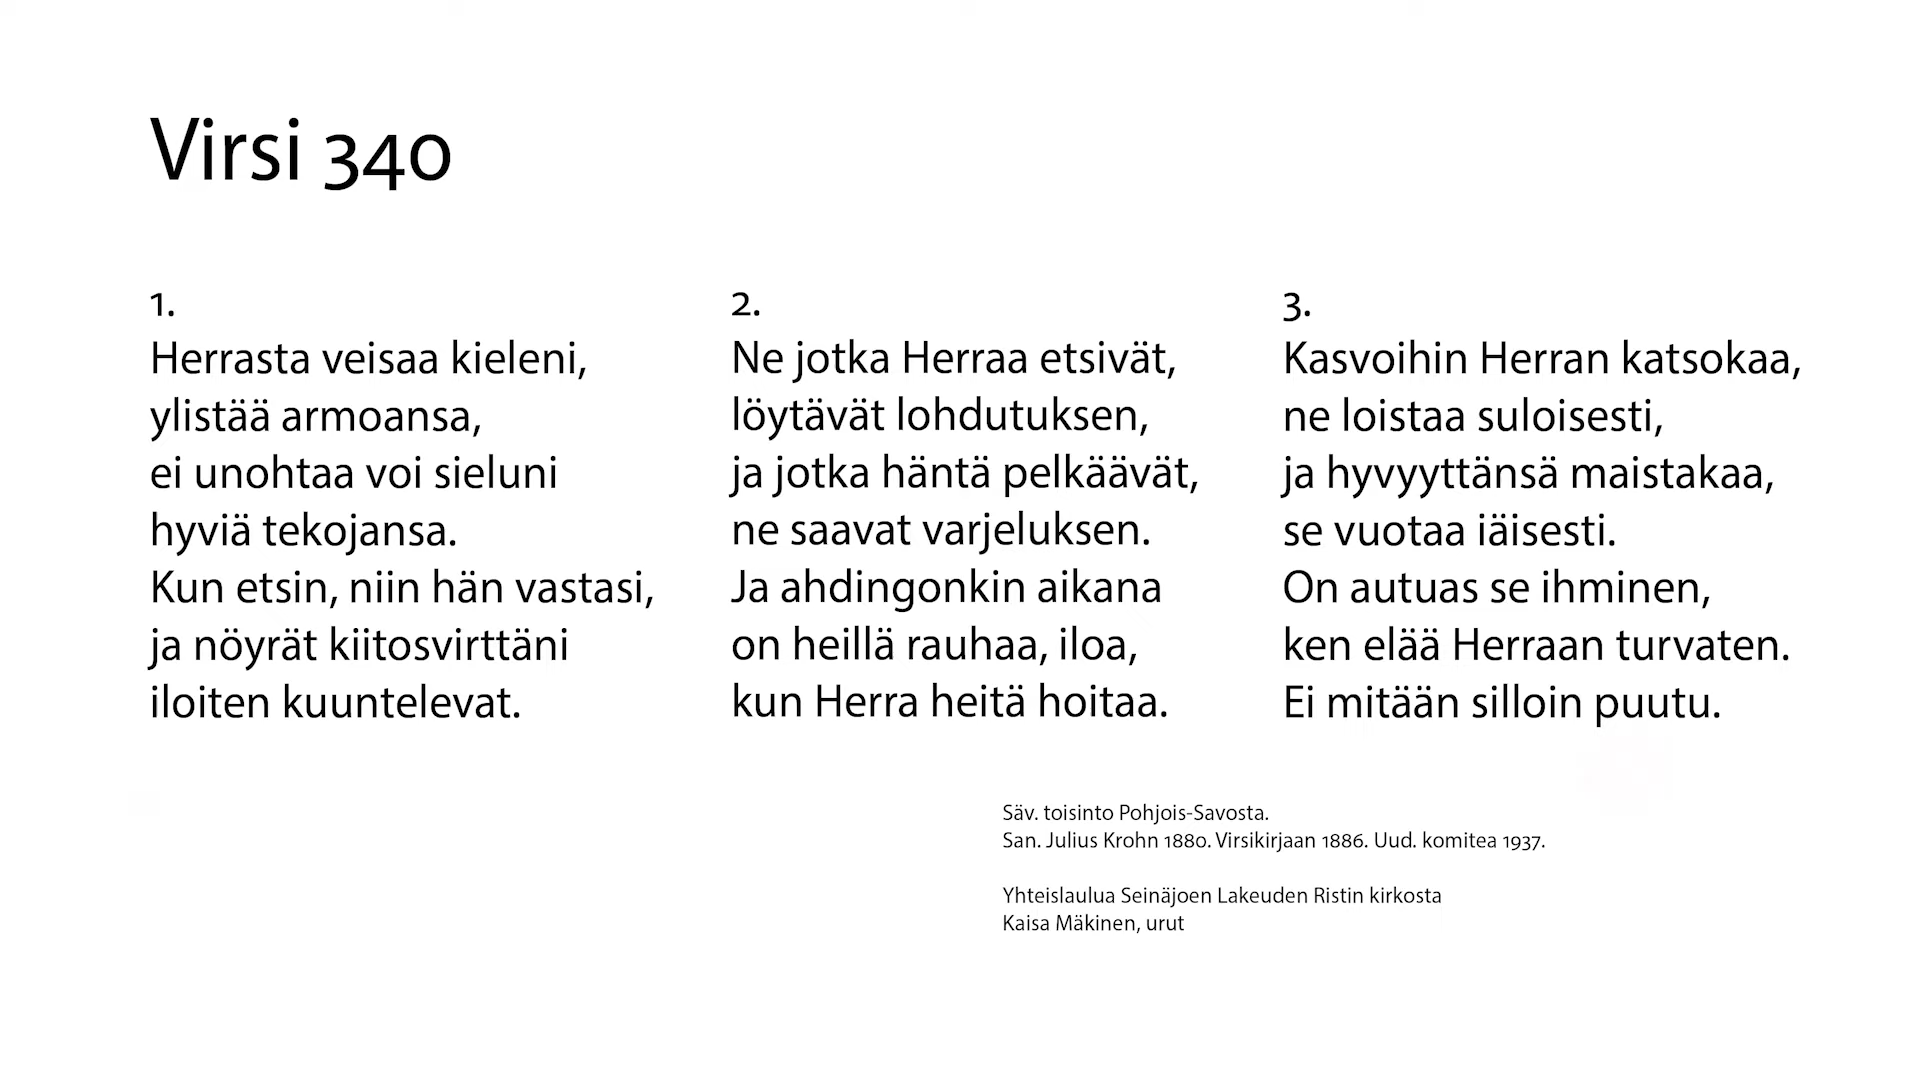 Virsi 340
1.
Herrasta veisaa kieleni,
ylistää armoansa,
ei unohtaa voi sieluni
hyviä tekojansa.
Kun etsin, niin hän vastasi,
ja nöyrät kiitosvirttäni
iloiten kuuntelevat.
2.
Ne jotka Herraa etsivät,
löytävät lohdutuksen,
ja jotka häntä pelkäävät,
ne saavat varjeluksen.
Ja ahdingonkin aikana
on heillä rauhaa, iloa,
kun Herra heitä hoitaa.
3.
Kasvoihin Herran katsokaa,
ne loistaa suloisesti,
ja hyvyyttänsä maistakaa,
se vuotaa iäisesti.
On autuas se ihminen,
ken elää Herraan turvaten.
Ei mitään silloin puutu.
Säv. toisinto Pohjois-Savosta.
San. Julius Krohn 1880. Virsikirjaan 1886. Uud. komitea 1937.
Yhteislaulua Seinäjoen Lakeuden Ristin kirkosta
Kaisa Mäkinen, urut